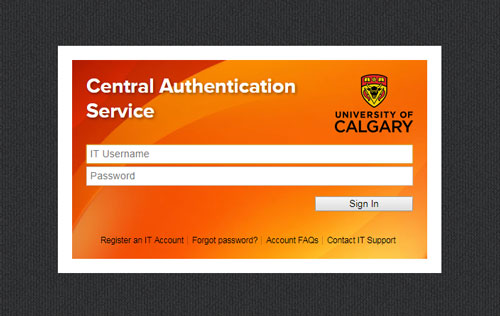 Central Authentication
Service
UNIVERSITY OF
CALGARY
IT Username
Password
Sign In
Register an IT Account | Forgot password? | Account FAQs | Contact IT Support